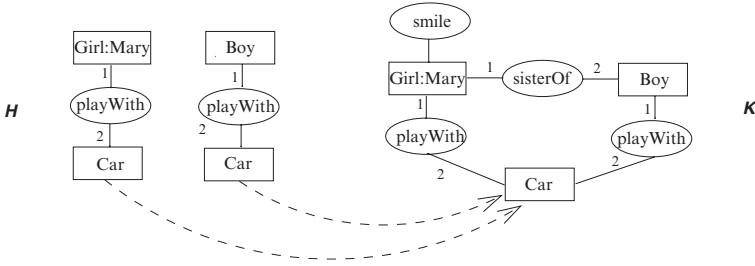 smile
Girl:Mary
Boy
Girl:Mary
1
sisterOf
2
Boy
1
1
1
1
H
playWith
playWith
playWith
playWith
K
2
2
2
2
Car
Car
Car